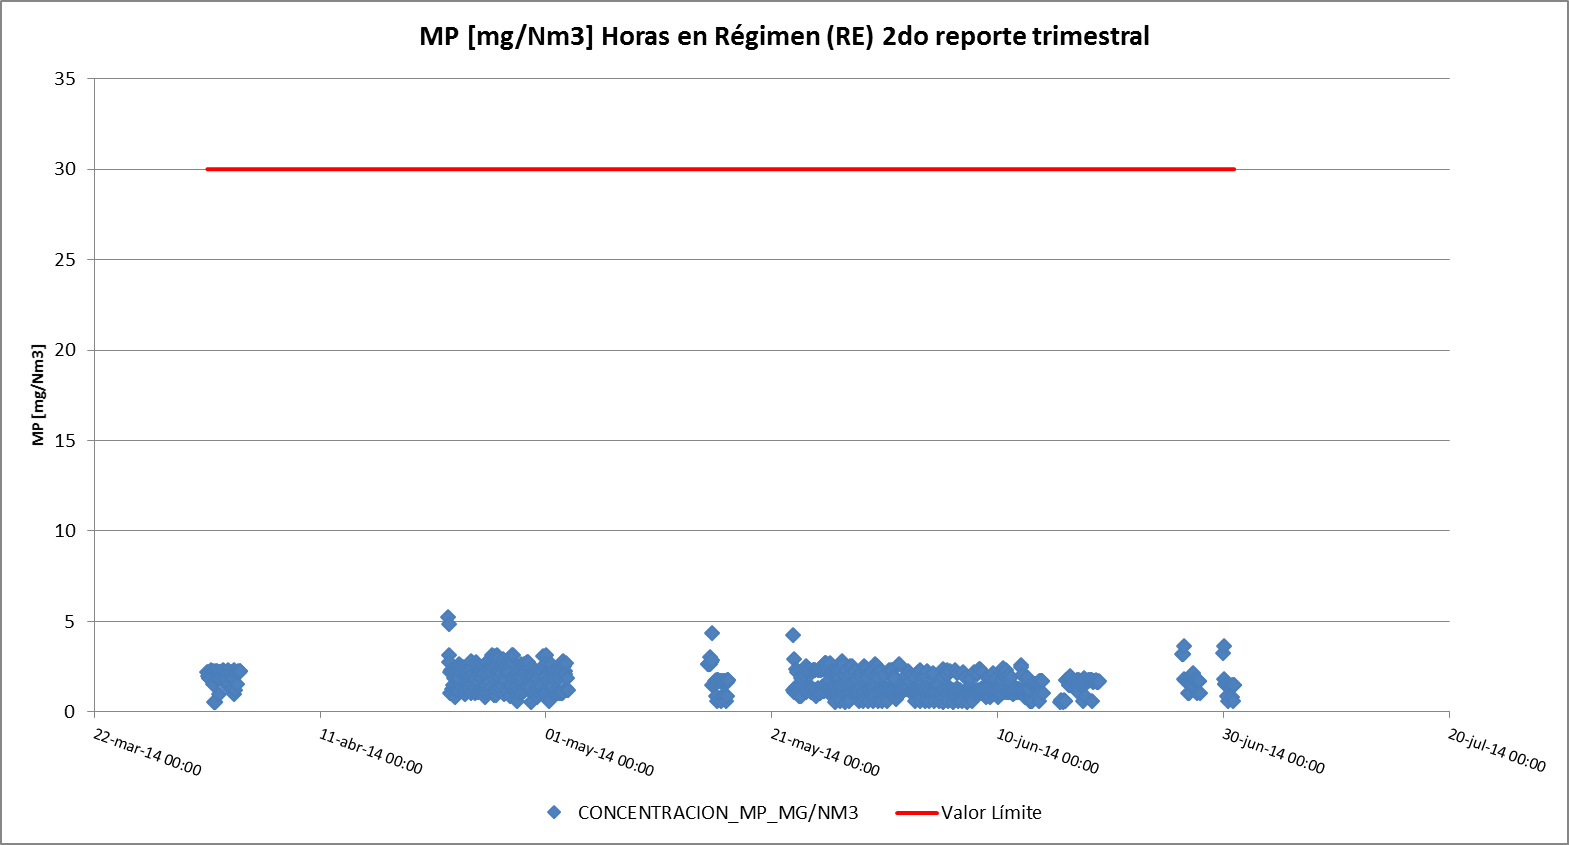 MP [mg/Nm3] Horas en Régimen (RE) 2do reporte trimestral
35
30
25
20
15
10
5
0
MP [mg/Nm3]
22-mar-14 00:00
11-abr-14 00:00
01-may-14 00:00
21-may-14 00:00
10-jun-14 00:00
30-jun-14 00:00
20-jul-14 00:00
CONCENTRACION_MP_MG/NM3
Valor Límite